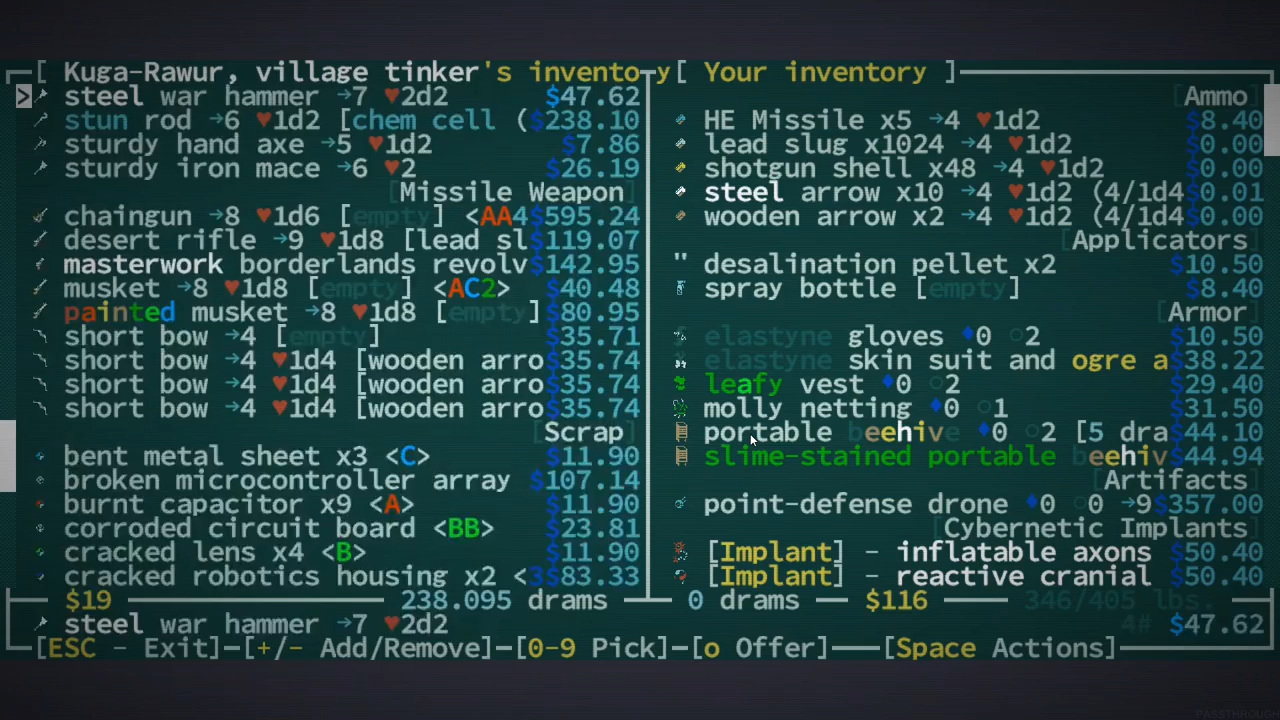 [ Kuga-Rawur, village tinker's inventory
> steel war hammer →7 ♥2d2 $47.62
stun rod →6 ♥1d2 [chem cell ($238.10
sturdy hand axe →5 ♥1d2 $7.86
sturdy iron mace →6 ♥2 $26.19
[Missile Weapon]
chaingun →8 ♥1d6 [empty] <AA4$595.24
desert rifle →9 ♥1d8 [lead sl$119.07
masterwork borderlands revolv$142.95
musket →8 ♥1d8 [empty] <AC2> $40.48
painted musket →8 ♥1d8 [empty] $80.95
short bow →4 [empty] $35.71
short bow →4 ♥1d4 [wooden arro$35.74
short bow →4 ♥1d4 [wooden arro$35.74
short bow →4 ♥1d4 [wooden arro$35.74
[Scrap]
bent metal sheet x3 <C> $11.90
broken microcontroller array $107.14
burnt capacitor x9 <A> $11.90
corroded circuit board <BB> $23.81
cracked lens x4 <B> $11.90
cracked robotics housing x2 <3$83.33
[ Your inventory ]
[Ammo]
HE Missile x5 →4 ♥1d2 $8.40
lead slug x1024 →4 ♥1d2 $0.00
shotgun shell x48 →4 ♥1d2 $0.00
steel arrow x10 →4 ♥1d2 (4/1d4 $0.01
wooden arrow x2 →4 ♥1d2 (4/1d4 $0.00
[Applicators]
" desalination pellet x2 $10.50
spray bottle [empty] $8.40
[Armor]
elastyne gloves ♦0 ○2 $10.50
elastyne skin suit and ogre a$38.22
leafy vest ♦0 ○2 $29.40
molly netting ♦0 ○1 $31.50
portable beehive ♦0 ○2 [5 dra$44.10
slime-stained portable beehiv$44.94
[Artifacts]
point-defense drone ♦0 ○0 →9$357.00
[Cybernetic Implants]
[Implant] - inflatable axons $50.40
[Implant] - reactive cranial $50.40
$19 238.095 drams 0 drams $116 346/405 lbs.
steel war hammer →7 ♥2d2 4# $47.62
[ESC - Exit]-[+/- Add/Remove]-[0-9 Pick]-[o Offer] [Space Actions]